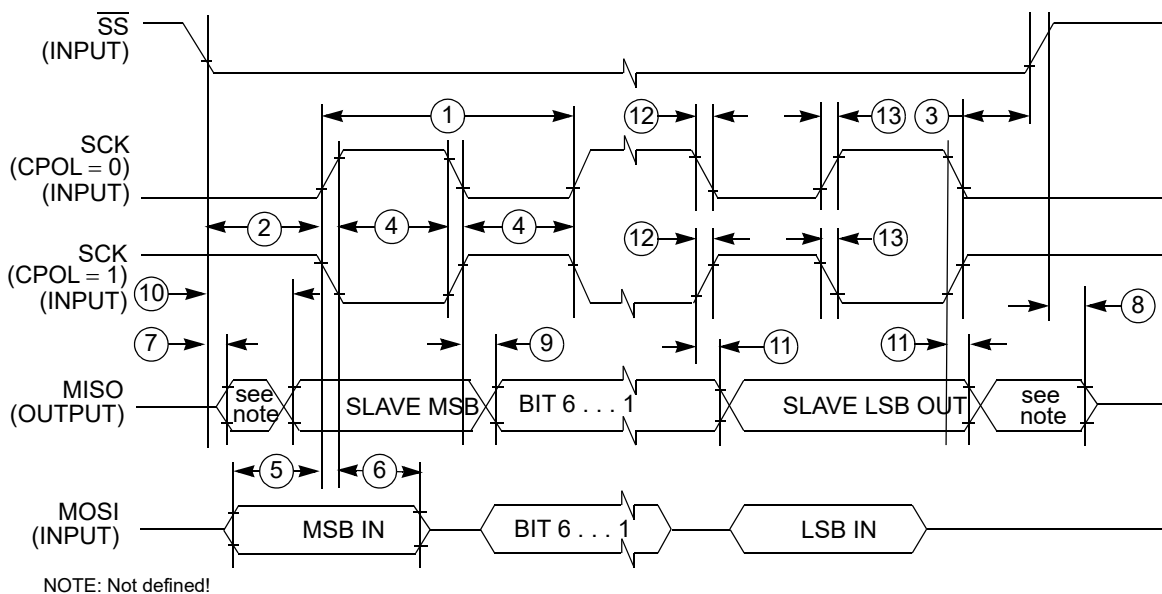 SS
(INPUT)
1
12
13
3
SCK
(CPOL = 0)
(INPUT)
2
4
4
12
13
SCK
(CPOL = 1)
(INPUT)
10
8
7
9
11
11
MISO
(OUTPUT)
see
note
SLAVE MSB
BIT 6 . . . 1
SLAVE LSB OUT
see
note
5
6
MOSI
(INPUT)
MSB IN
BIT 6 . . . 1
LSB IN
NOTE: Not defined!